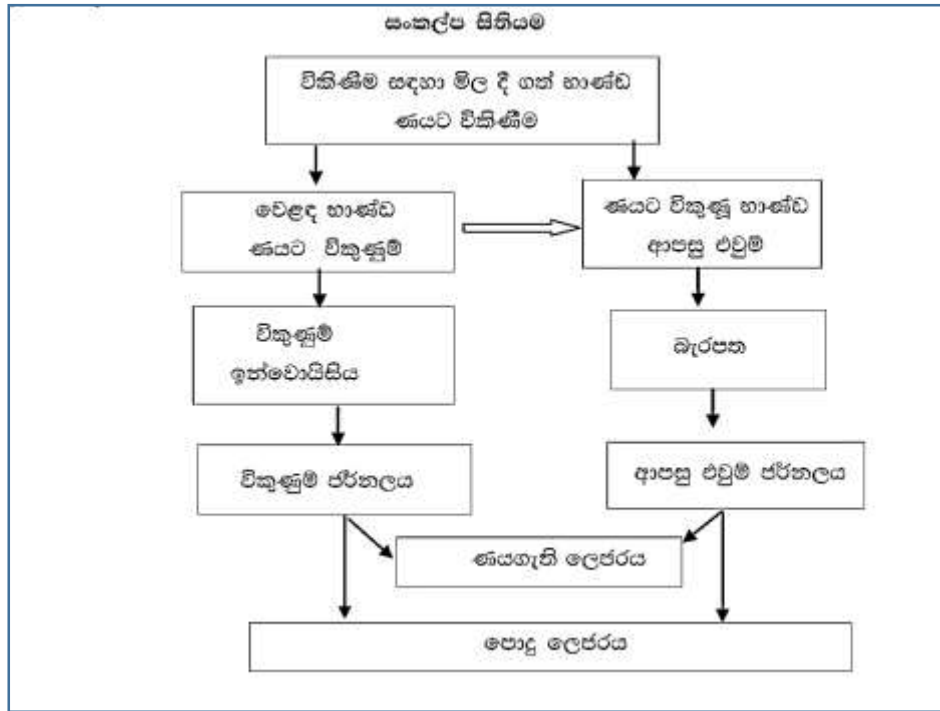 සංකල්ප සිතියම
විකිණීම සඳහා මිල දී ගත් භාණ්ඩ
ණයට විකිණීම
වෙළඳ භාණ්ඩ
ණයට විකුණුම්
ණයට විකුණූ භාණ්ඩ
ආපසු එවුම්
විකුණුම්
ඉන්වොයිසිය
බැරපත
විකුණුම් ජර්නලය
ආපසු එවුම් ජර්නලය
ණයගැති ලෙජරය
පොදු ලෙජරය